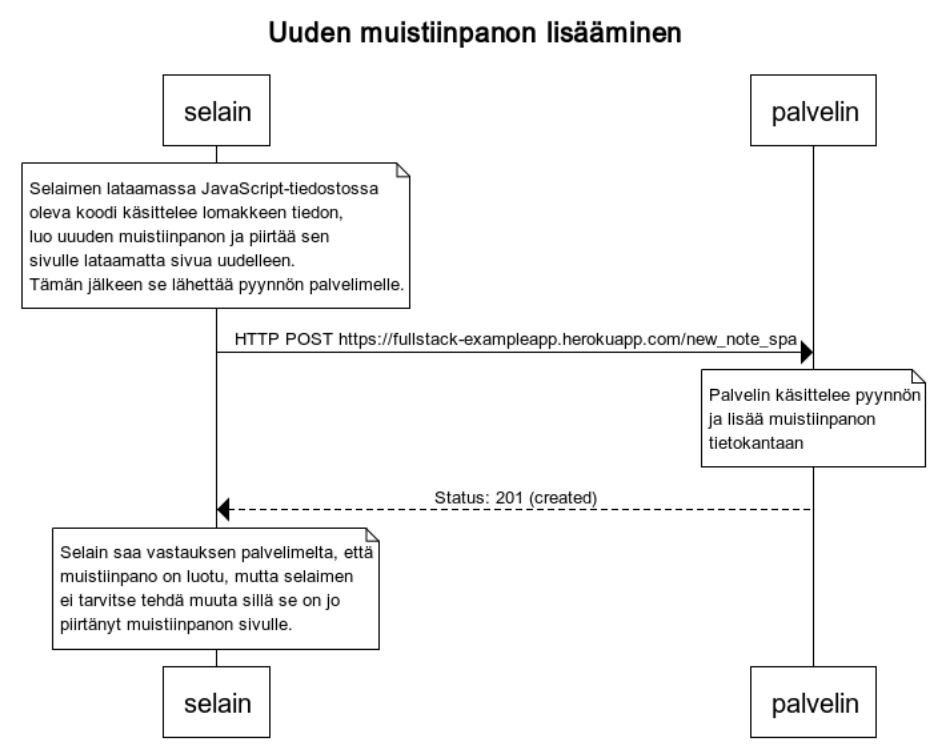 Uuden muistiinpanon lisääminen
selain
palvelin
Selaimen lataamassa JavaScript-tiedostossa
oleva koodi käsittelee lomakkeen tiedon,
luo uuuden muistiinpanon ja piirtää sen
sivulle lataamatta sivua uudelleen.
Tämän jälkeen se lähettää pyynnön palvelimelle.
HTTP POST https://fullstack-exampleapp.herokuapp.com/new_note_spa
Palvelin käsittelee pyynnön
ja lisää muistiinpanon
tietokantaan
Status: 201 (created)
Selain saa vastauksen palvelimelta, että
muistiinpano on luotu, mutta selaimen
ei tarvitse tehdä muuta sillä se on jo
piirtänyt muistiinpanon sivulle.
selain
palvelin